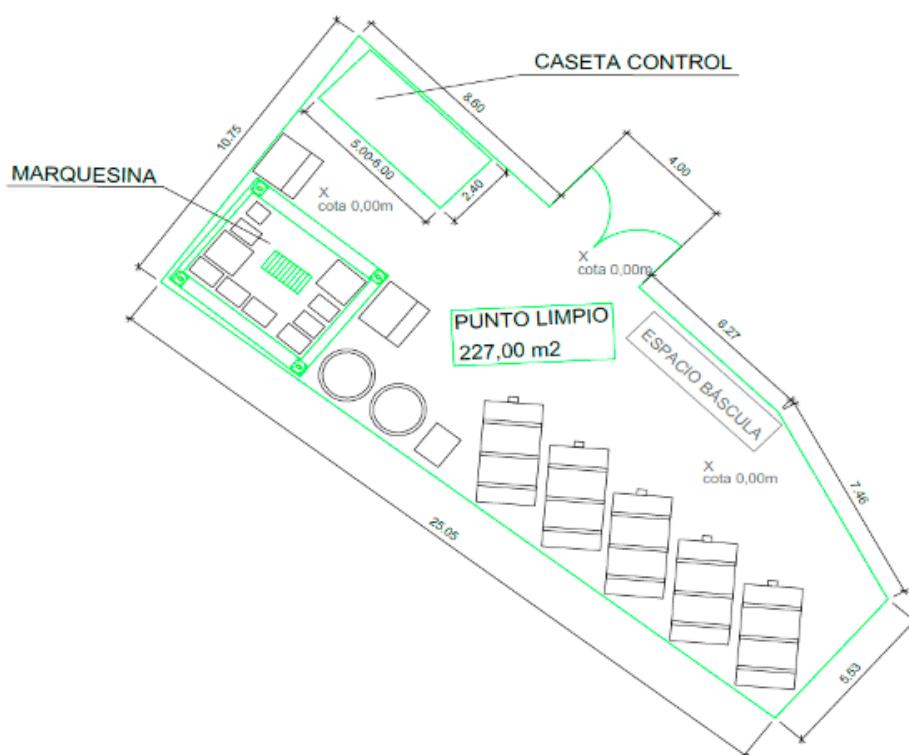 CASETA CONTROL
8.60
10.75
4.00
5.00-6.00
MARQUESINA
2.40
X
cota 0,00m
X
cota 0,00m
6.27
PUNTO LIMPIO
227,00 m2
ESPACIO BÁSCULA
X
cota 0,00m
7.46
25.05
5.53